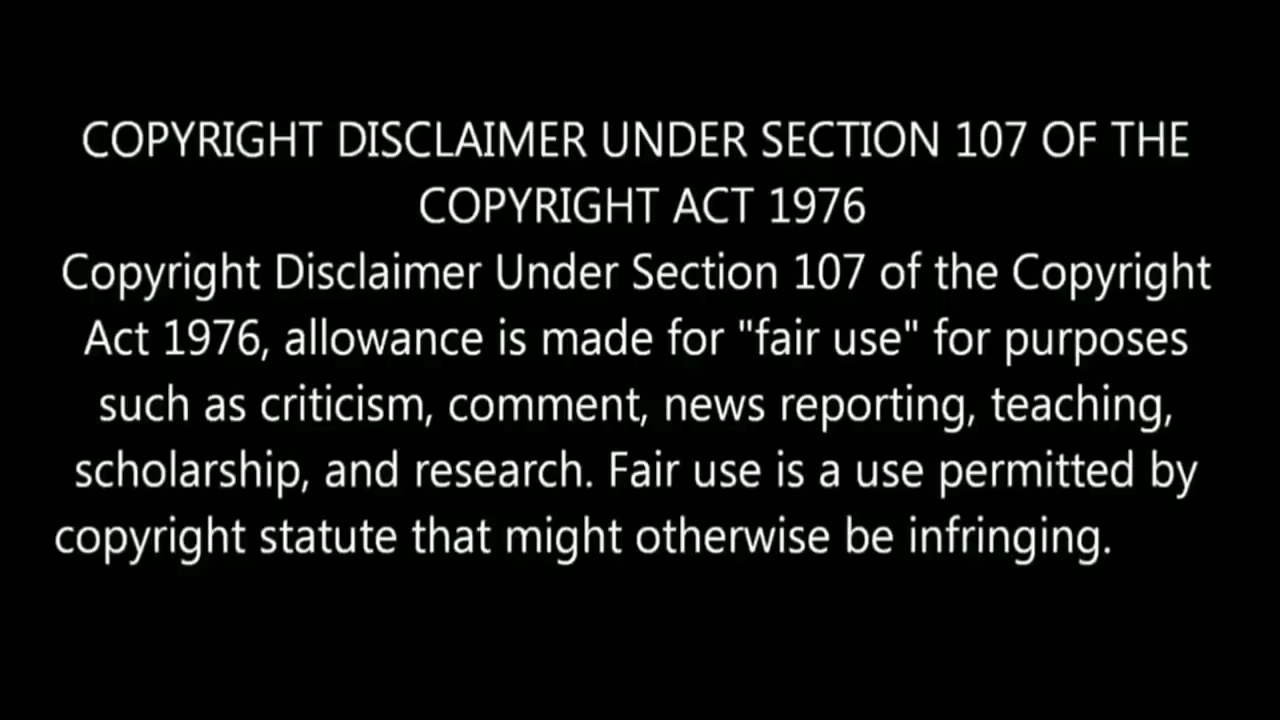 COPYRIGHT DISCLAIMER UNDER SECTION 107 OF THE
COPYRIGHT ACT 1976
Copyright Disclaimer Under Section 107 of the Copyright
Act 1976, allowance is made for "fair use" for purposes
such as criticism, comment, news reporting, teaching,
scholarship, and research. Fair use is a use permitted by
copyright statute that might otherwise be infringing.